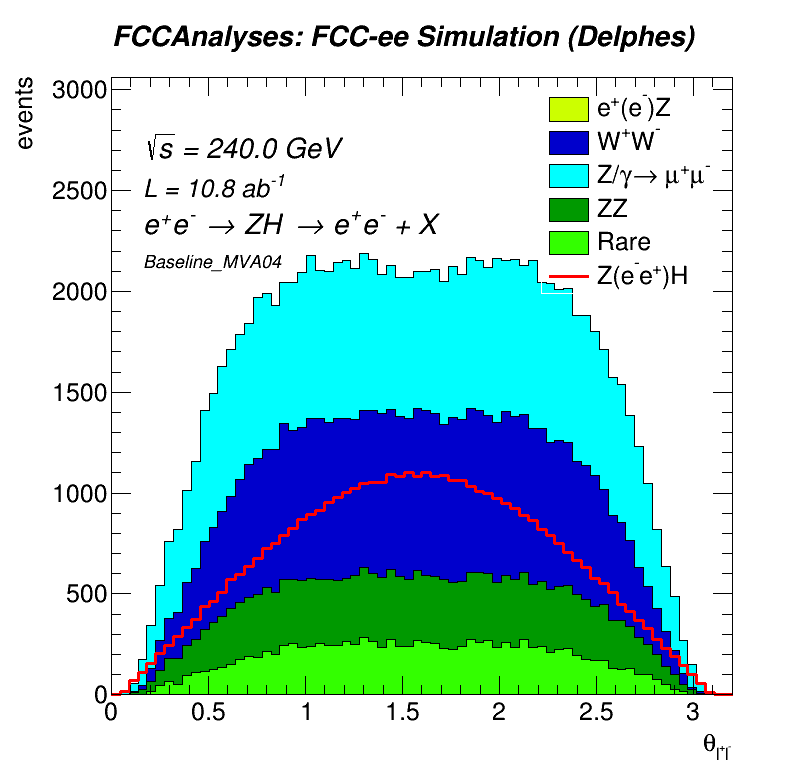 FCCAnalyses: FCC-ee Simulation (Delphes)
events
3000
2500
2000
1500
1000
500
0
√s = 240.0 GeV
L = 10.8 ab⁻¹
e⁺e⁻ → ZH → e⁺e⁻ + X
Baseline_MVA04
e⁺(e⁻)Z
W⁺W⁻
Z/γ→ μ⁺μ⁻
ZZ
Rare
Z(e⁻e⁺)H
0 0.5 1 1.5 2 2.5 3
θ_l⁺l⁻